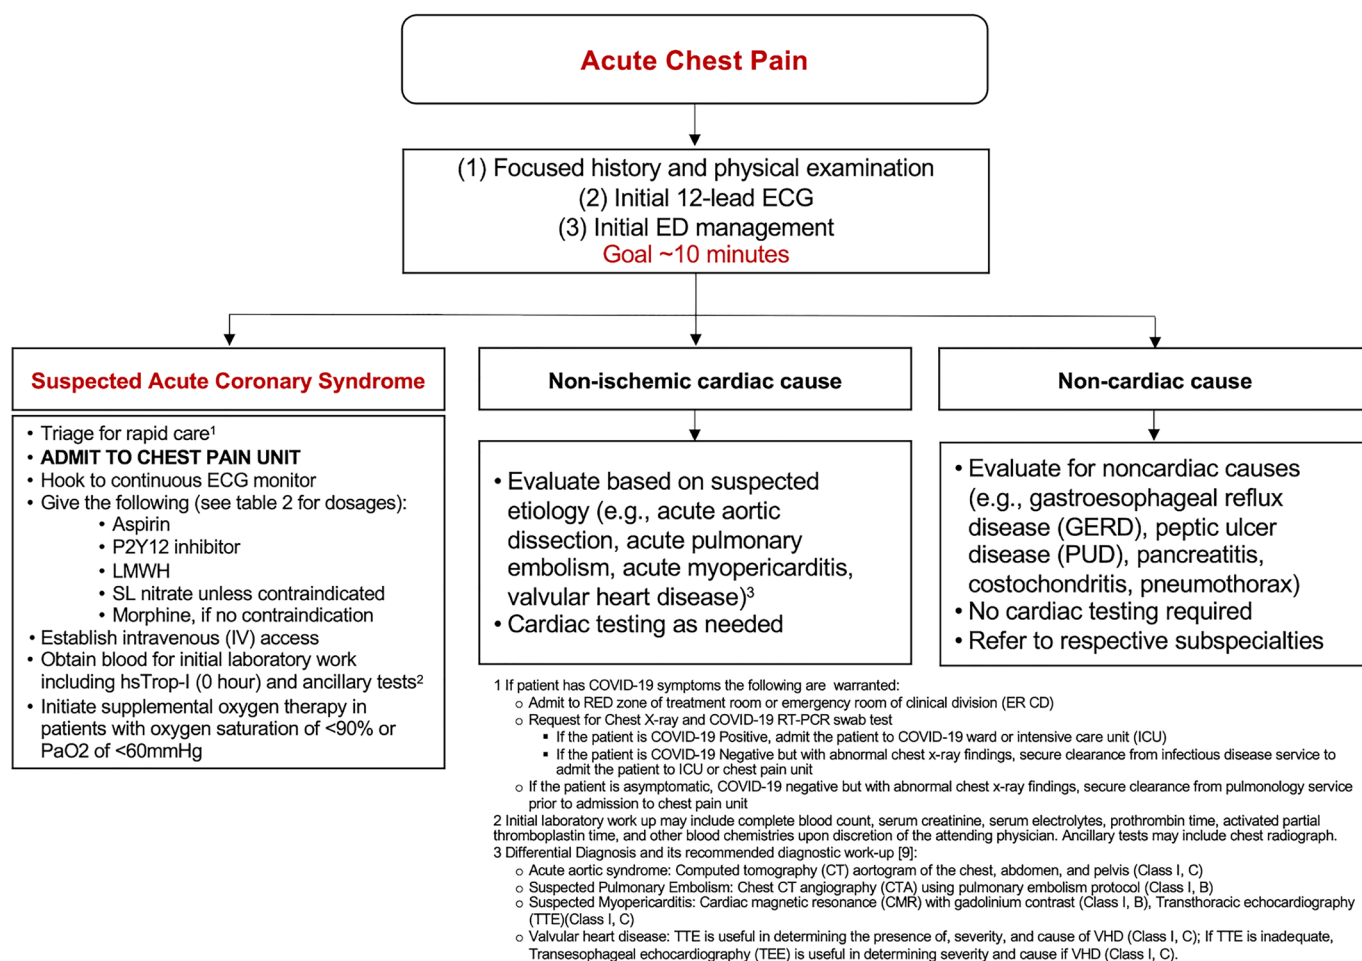 Acute Chest Pain
(1) Focused history and physical examination
(2) Initial 12-lead ECG
(3) Initial ED management
Goal ~10 minutes
Suspected Acute Coronary Syndrome
• Triage for rapid care¹
• ADMIT TO CHEST PAIN UNIT
• Hook to continuous ECG monitor
• Give the following (see table 2 for dosages):
• Aspirin
• P2Y12 inhibitor
• LMWH
• SL nitrate unless contraindicated
• Morphine, if no contraindication
• Establish intravenous (IV) access
• Obtain blood for initial laboratory work
including hsTrop-I (0 hour) and ancillary tests²
• Initiate supplemental oxygen therapy in
patients with oxygen saturation of <90% or
PaO2 of <60mmHg
Non-ischemic cardiac cause
• Evaluate based on suspected
etiology (e.g., acute aortic
dissection, acute pulmonary
embolism, acute myopericarditis,
valvular heart disease)³
• Cardiac testing as needed
Non-cardiac cause
• Evaluate for noncardiac causes
(e.g., gastroesophageal reflux
disease (GERD), peptic ulcer
disease (PUD), pancreatitis,
costochondritis, pneumothorax)
• No cardiac testing required
• Refer to respective subspecialties
1 If patient has COVID-19 symptoms the following are warranted:
o Admit to RED zone of treatment room or emergency room of clinical division (ER CD)
o Request for Chest X-ray and COVID-19 RT-PCR swab test
▪ If the patient is COVID-19 Positive, admit the patient to COVID-19 ward or intensive care unit (ICU)
▪ If the patient is COVID-19 Negative but with abnormal chest x-ray findings, secure clearance from infectious disease service to
admit the patient to ICU or chest pain unit
o If the patient is asymptomatic, COVID-19 negative but with abnormal chest x-ray findings, secure clearance from pulmonology service
prior to admission to chest pain unit
2 Initial laboratory work up may include complete blood count, serum creatinine, serum electrolytes, prothrombin time, activated partial
thromboplastin time, and other blood chemistries upon discretion of the attending physician. Ancillary tests may include chest radiograph.
3 Differential Diagnosis and its recommended diagnostic work-up [9]:
o Acute aortic syndrome: Computed tomography (CT) aortogram of the chest, abdomen, and pelvis (Class I, C)
o Suspected Pulmonary Embolism: Chest CT angiography (CTA) using pulmonary embolism protocol (Class I, B)
o Suspected Myopericarditis: Cardiac magnetic resonance (CMR) with gadolinium contrast (Class I, B), Transthoracic echocardiography
(TTE)(Class I, C)
o Valvular heart disease: TTE is useful in determining the presence of, severity, and cause of VHD (Class I, C); If TTE is inadequate,
Transesophageal echocardiography (TEE) is useful in determining severity and cause if VHD (Class I, C).